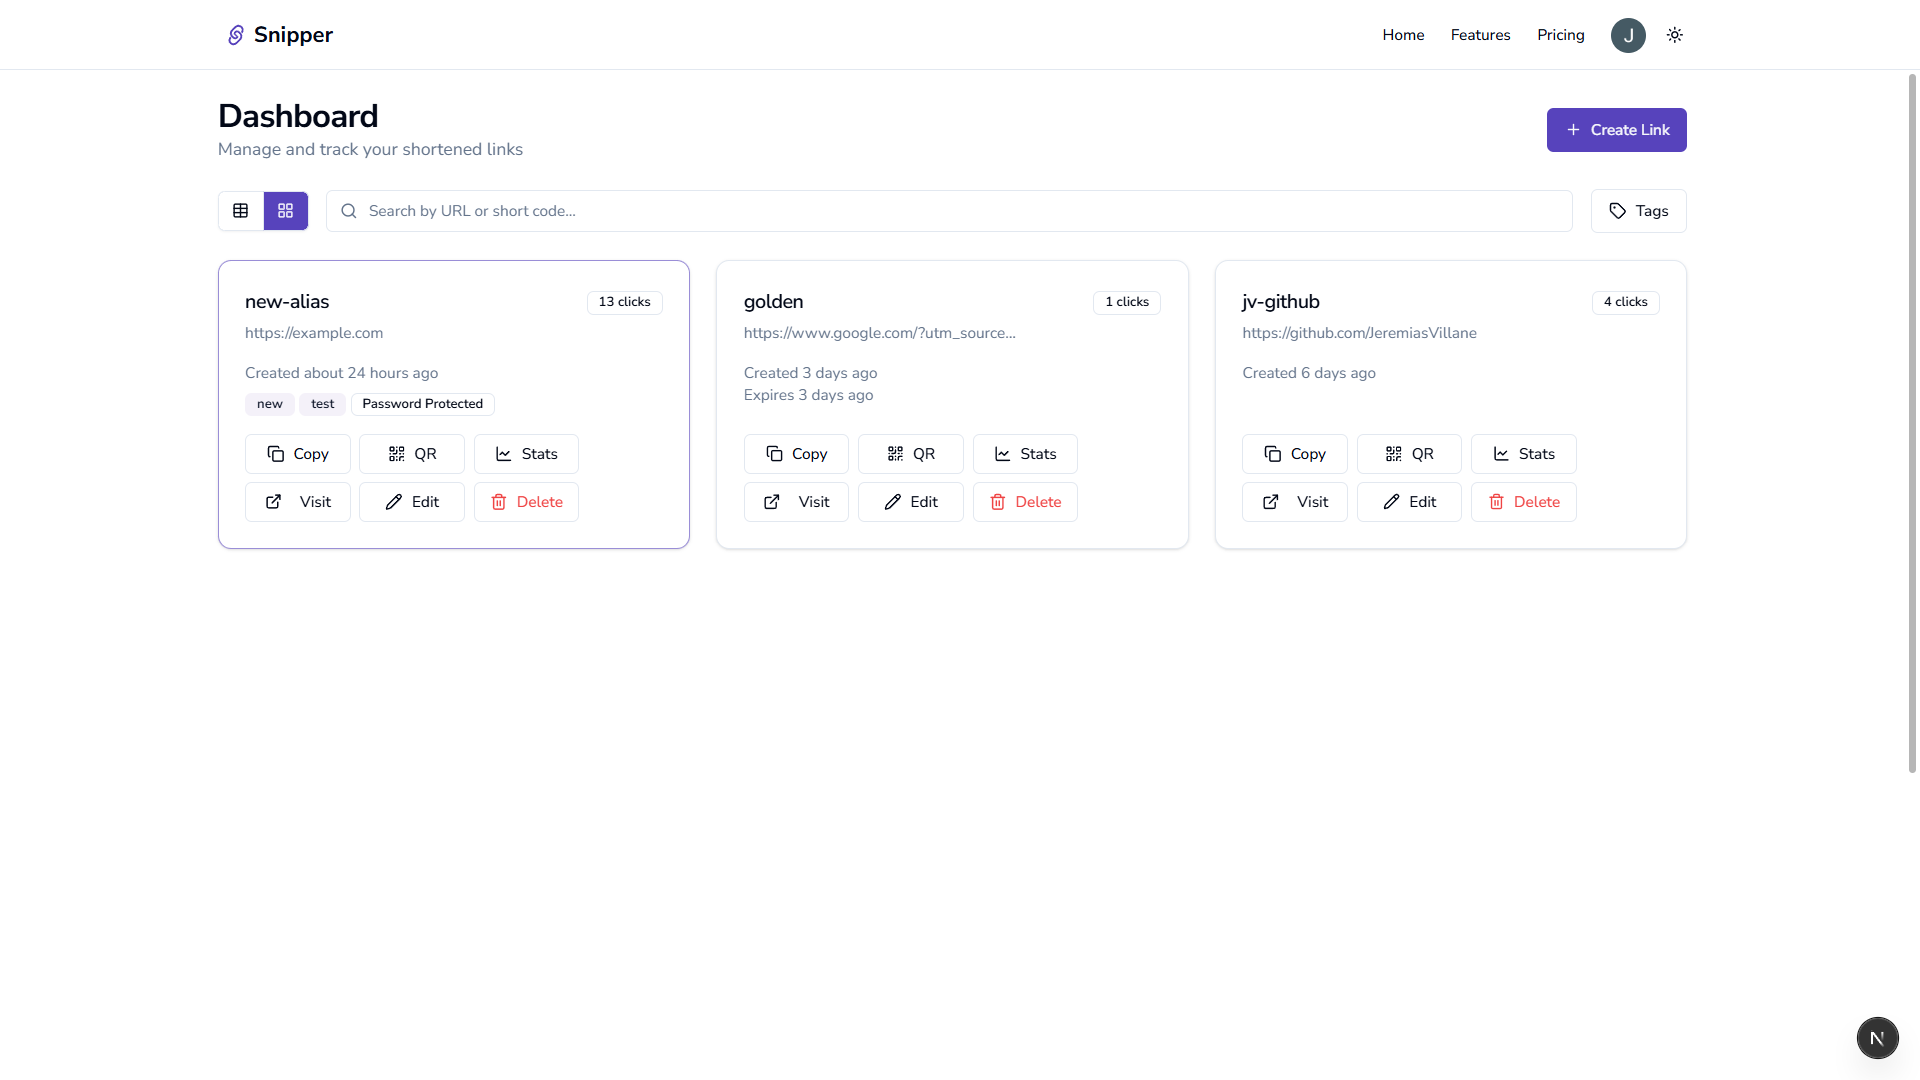 Snipper
Home Features Pricing J
Dashboard
Manage and track your shortened links
Create Link
Search by URL or short code...
Tags
new-alias 13 clicks
https://example.com
Created about 24 hours ago
new test Password Protected
Copy QR Stats
Visit Edit Delete
golden 1 clicks
https://www.google.com/?utm_source...
Created 3 days ago
Expires 3 days ago
Copy QR Stats
Visit Edit Delete
jv-github 4 clicks
https://github.com/JeremiasVillane
Created 6 days ago
Copy QR Stats
Visit Edit Delete
N